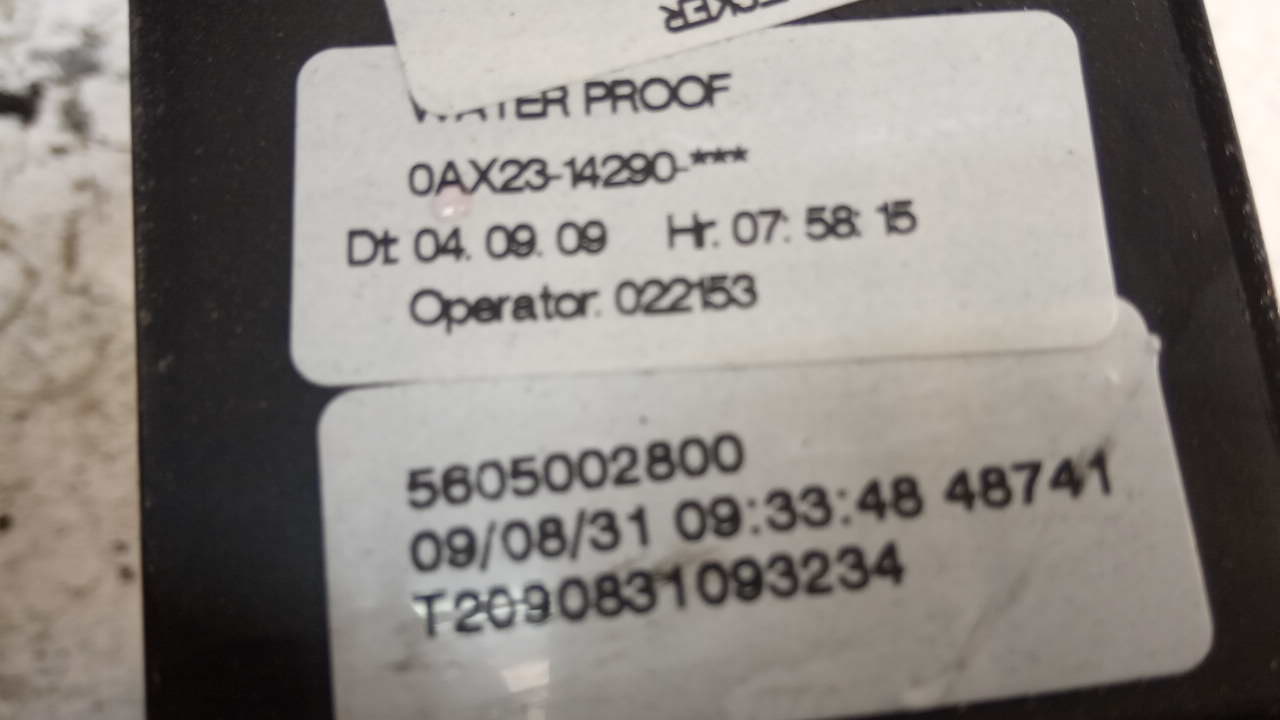 WATER PROOF
0AX23-14290-***
Dt: 04. 09. 09 Hr: 07: 58: 15
Operator: 022153
5605002800
09/08/31 09:33:48 48741
T2090831093234